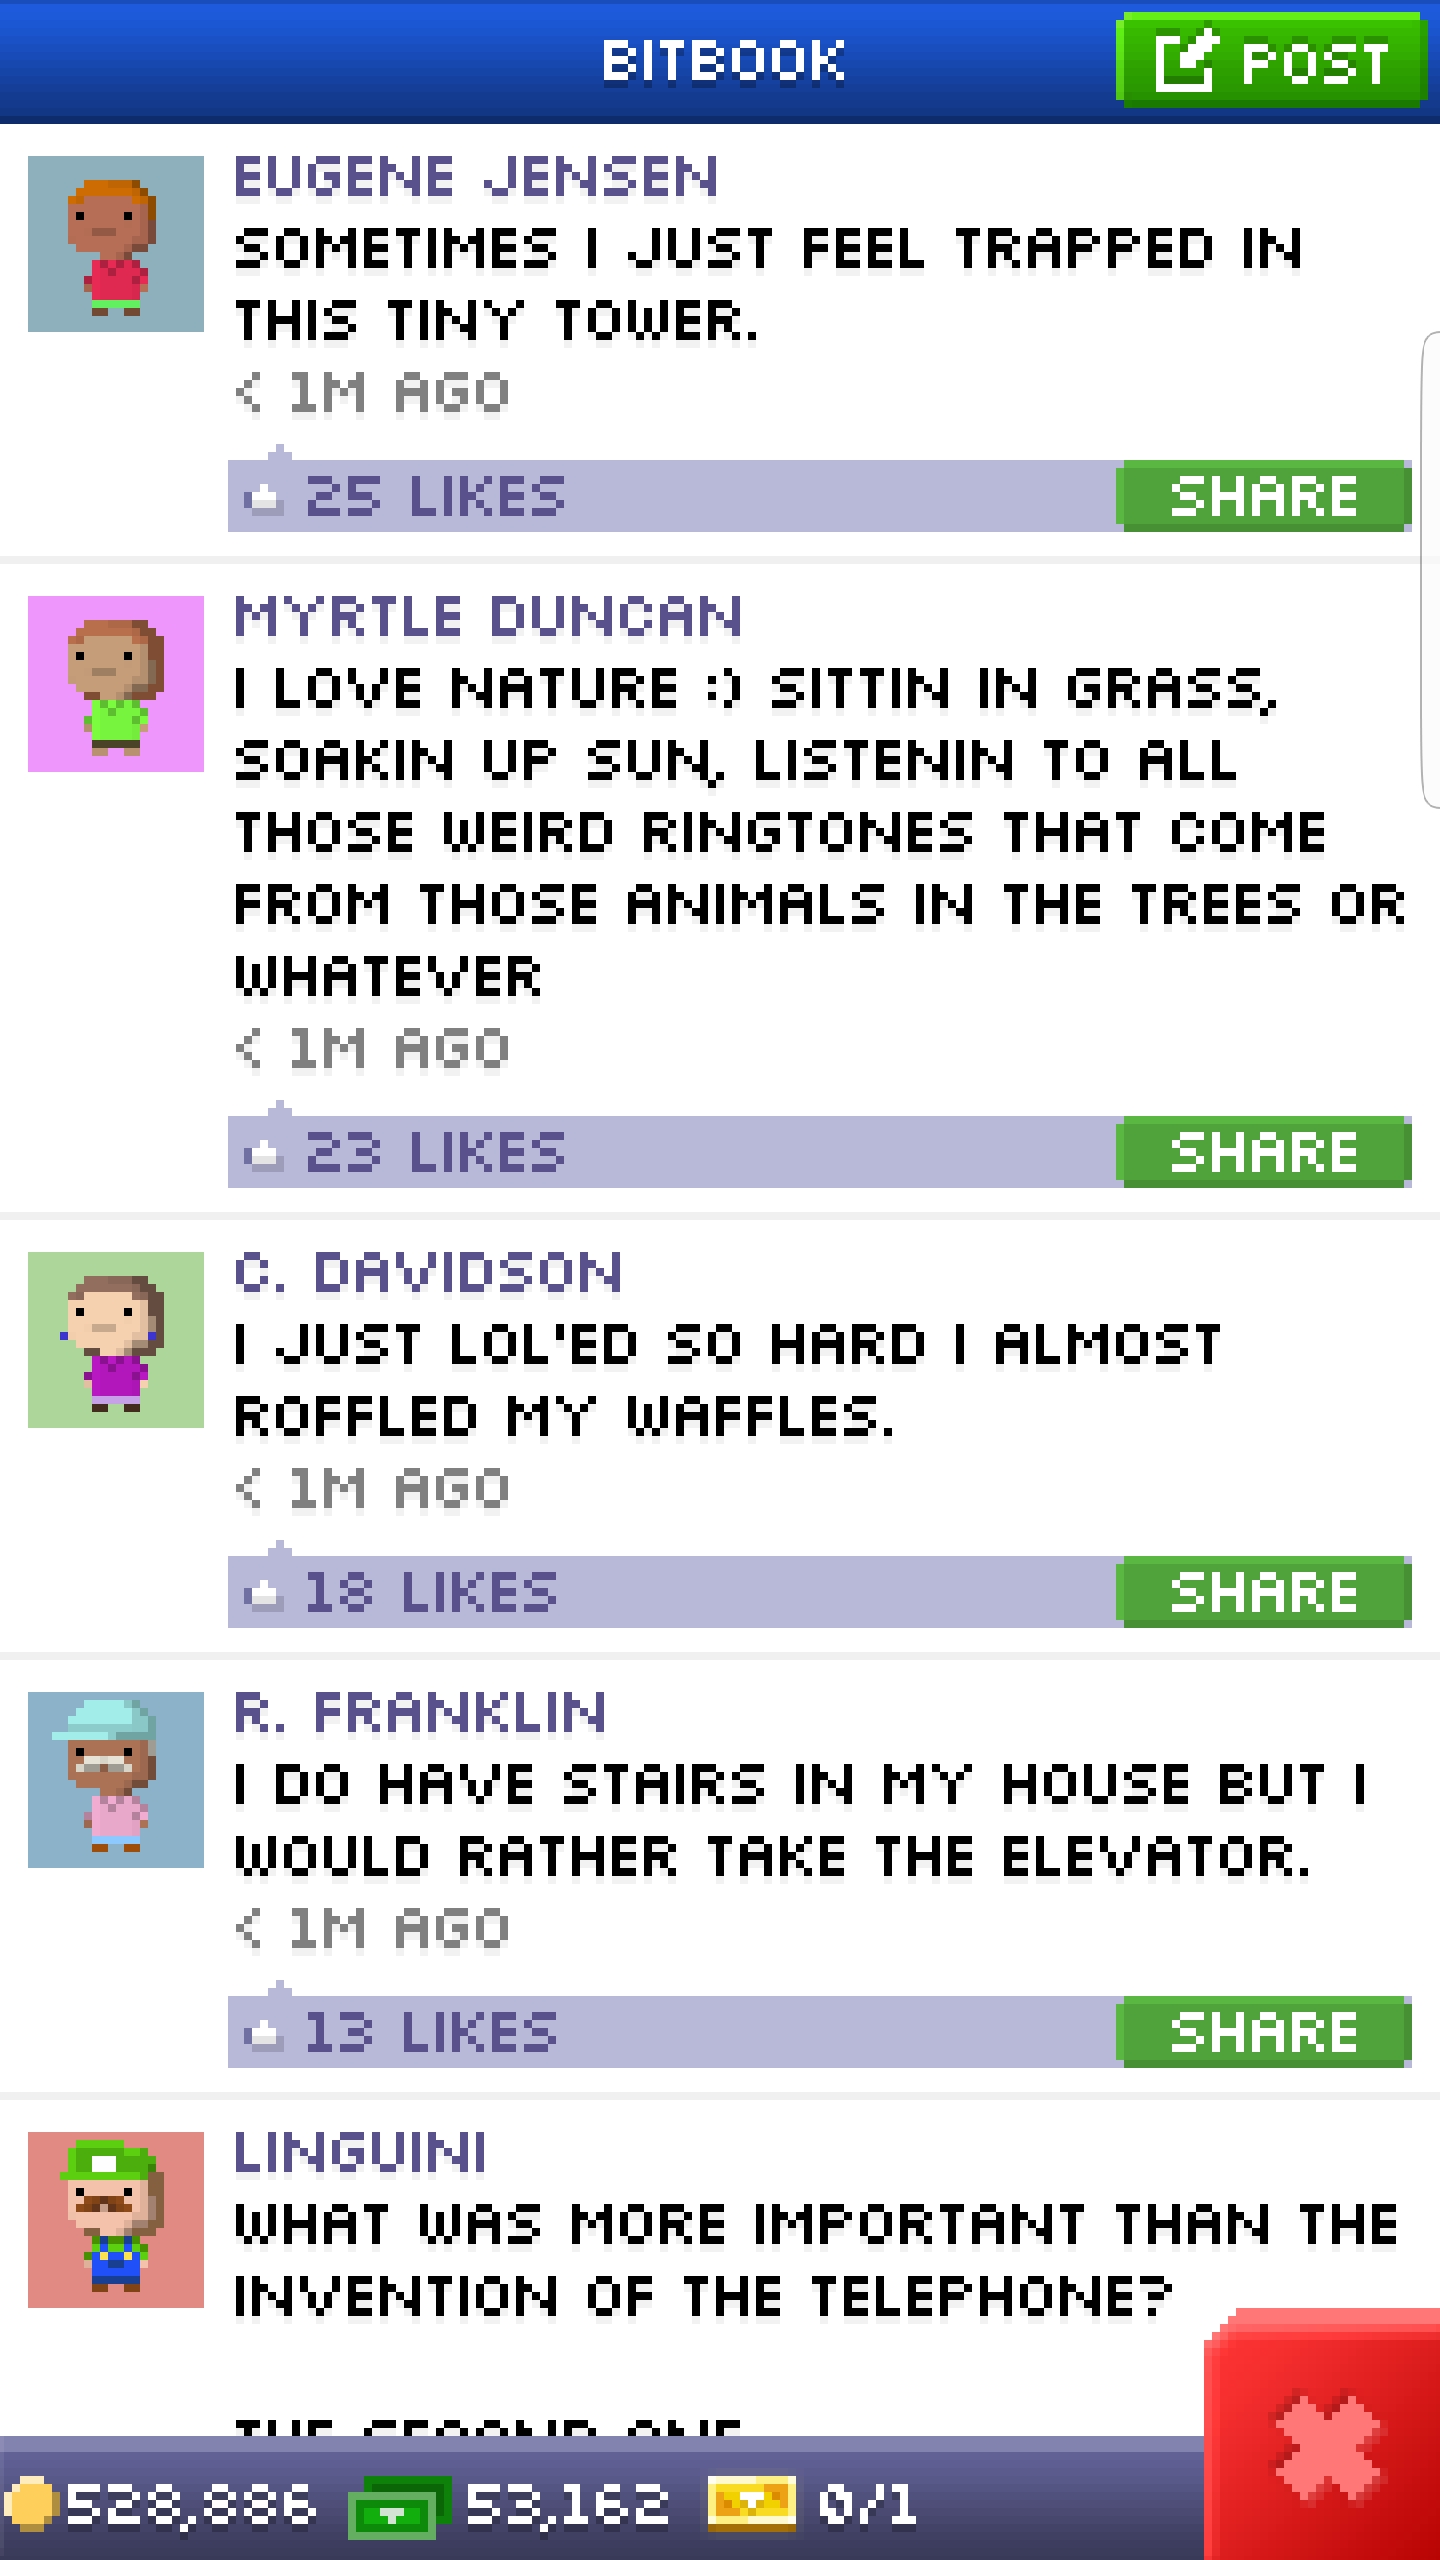 BITBOOK
POST
EUGENE JENSEN
SOMETIMES I JUST FEEL TRAPPED IN
THIS TINY TOWER.
< 1M AGO
25 LIKES
SHARE
MYRTLE DUNCAN
I LOVE NATURE :) SITTIN IN GRASS,
SOAKIN UP SUN, LISTENIN TO ALL
THOSE WEIRD RINGTONES THAT COME
FROM THOSE ANIMALS IN THE TREES OR
WHATEVER
< 1M AGO
23 LIKES
SHARE
C. DAVIDSON
I JUST LOL'ED SO HARD I ALMOST
ROFFLED MY WAFFLES.
< 1M AGO
18 LIKES
SHARE
R. FRANKLIN
I DO HAVE STAIRS IN MY HOUSE BUT I
WOULD RATHER TAKE THE ELEVATOR.
< 1M AGO
13 LIKES
SHARE
LINGUINI
WHAT WAS MORE IMPORTANT THAN THE
INVENTION OF THE TELEPHONE?
THE SECOND ONE
528,886
53,162
0/1